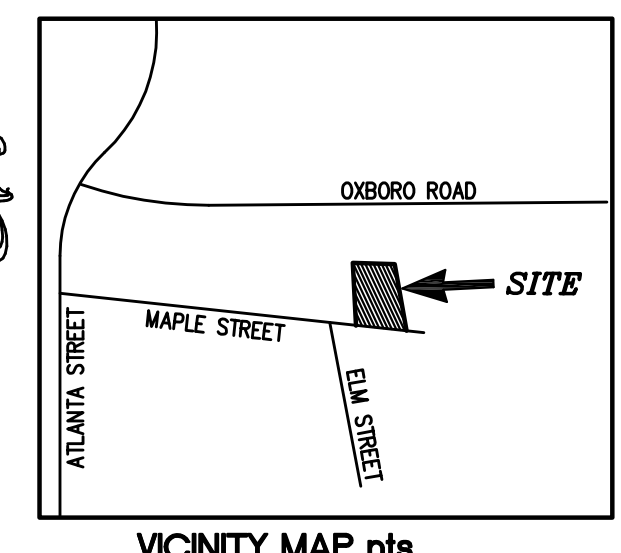 OXBORO ROAD
SITE
MAPLE STREET
ATLANTA STREET
ELM STREET
VICINITY MAP nts